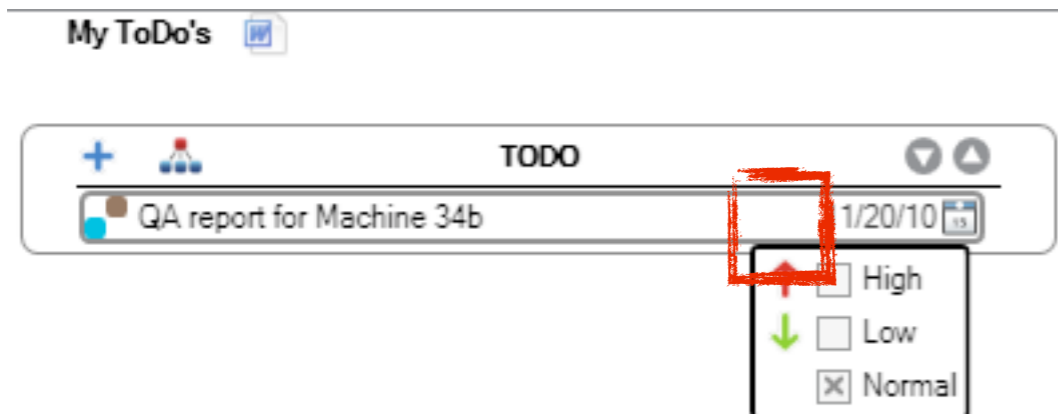 My ToDo's
TODO
QA report for Machine 34b 1/20/10
High
Low
Normal